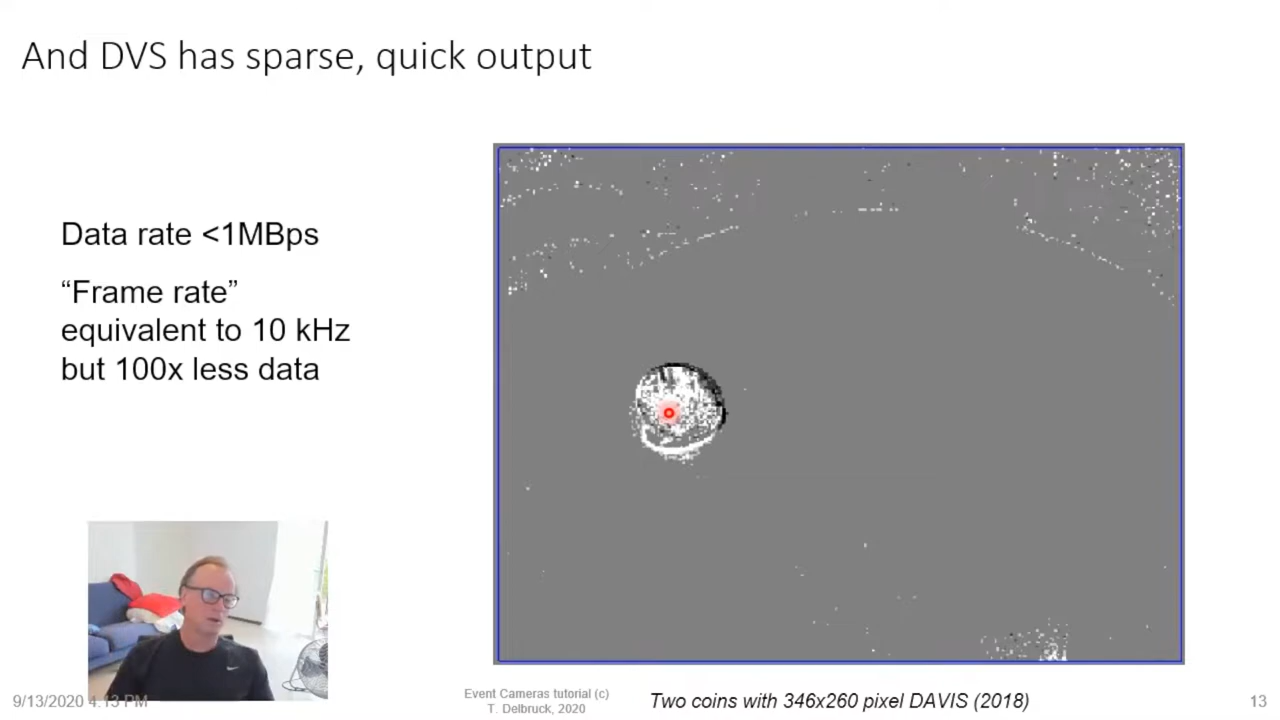 And DVS has sparse, quick output
Data rate <1MBps
“Frame rate”
equivalent to 10 kHz
but 100x less data
9/13/2020 4:13 PM
Event Cameras tutorial (c)
T. Delbruck, 2020
Two coins with 346x260 pixel DAVIS (2018)
13